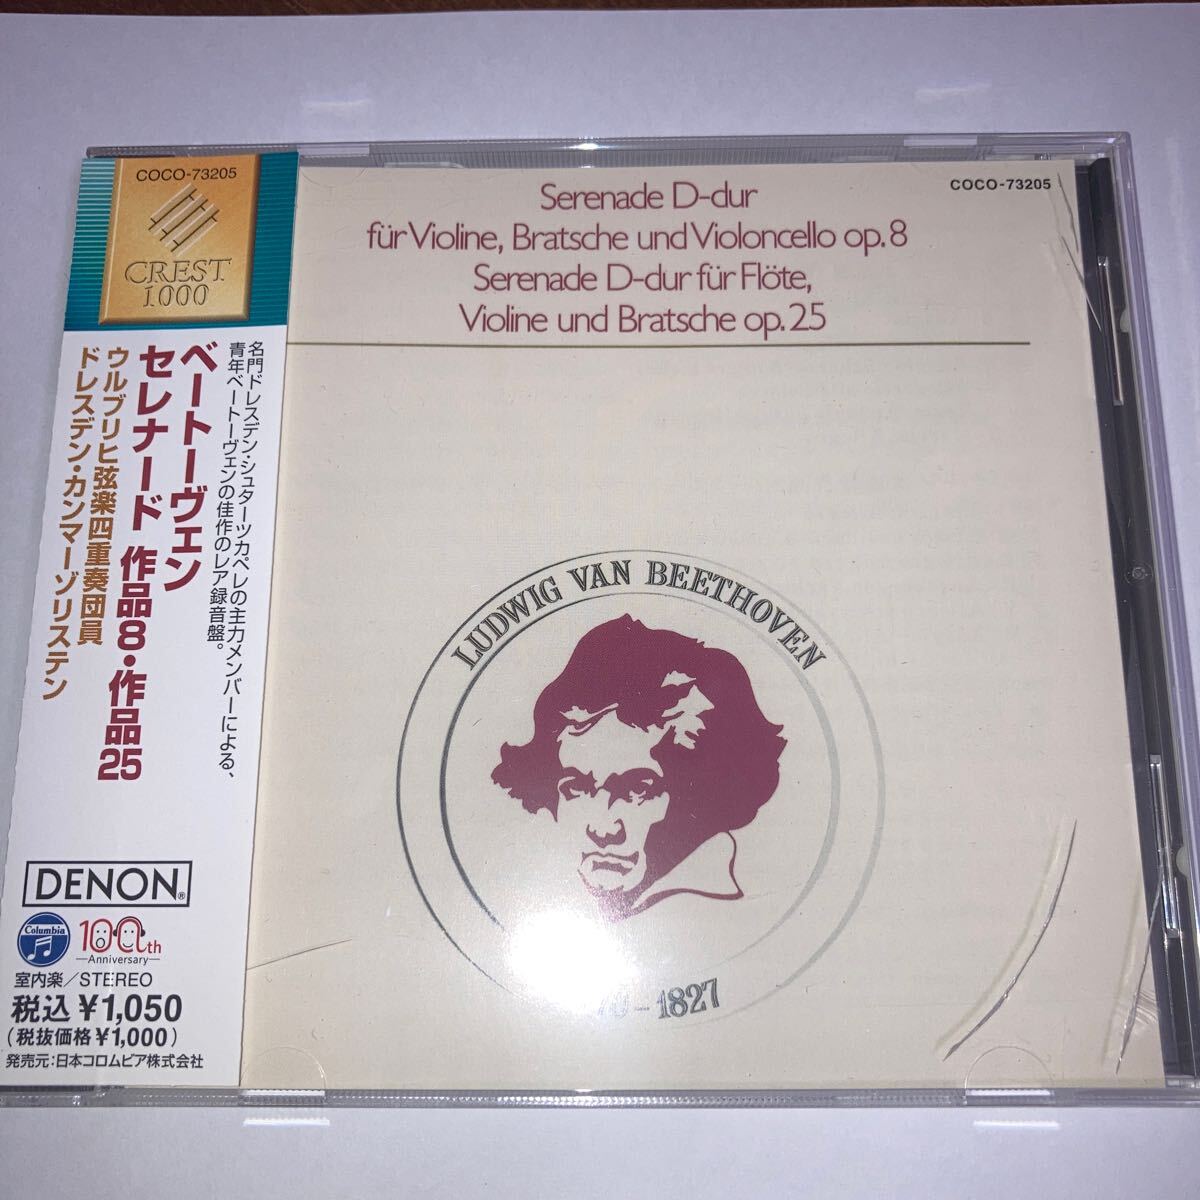 COCO-73205
CREST
1000
名門ドレスデン・シュターツカペレの主力メンバーによる、
青年ベートーヴェンの佳作のレア録音盤。
ベートーヴェン
セレナード 作品8・作品25
ウルブリヒ弦楽四重奏団員
ドレスデン・カンマーゾリステン
DENON®
Columbia
100th
Anniversary
室内楽/STEREO
税込¥1,050
(税抜価格¥1,000)
発売元:日本コロムビア株式会社
COCO-73205
Serenade D-dur
für Violine, Bratsche und Violoncello op. 8
Serenade D-dur für Flöte,
Violine und Bratsche op. 25
LUDWIG VAN BEETHOVEN
-1827